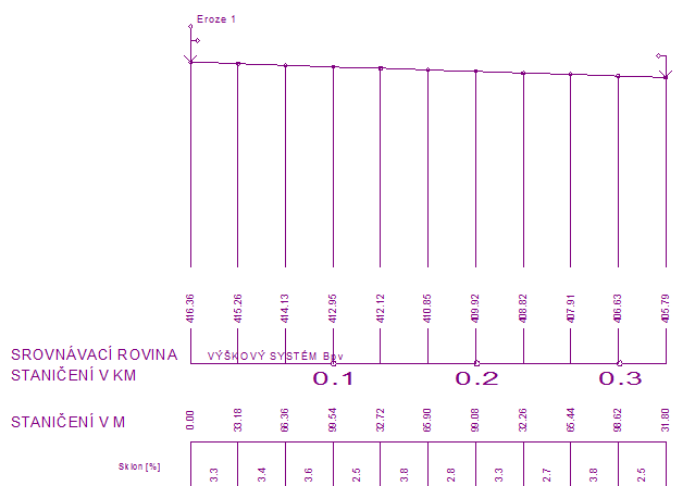 Eroze 1
416.36 415.26 414.13 412.95 412.12 410.85 409.92 408.82 407.91 406.63 405.79
SROVNÁVACÍ ROVINA VÝŠKOVÝ SYSTÉM Bpv
STANIČENÍ V KM 0.1 0.2 0.3
STANIČENÍ V M 0.00 33.18 66.36 99.54 32.72 65.90 99.08 32.26 65.44 98.62 31.80
Sklon [%] 3.3 3.4 3.6 2.5 3.8 2.8 3.3 2.7 3.8 2.5